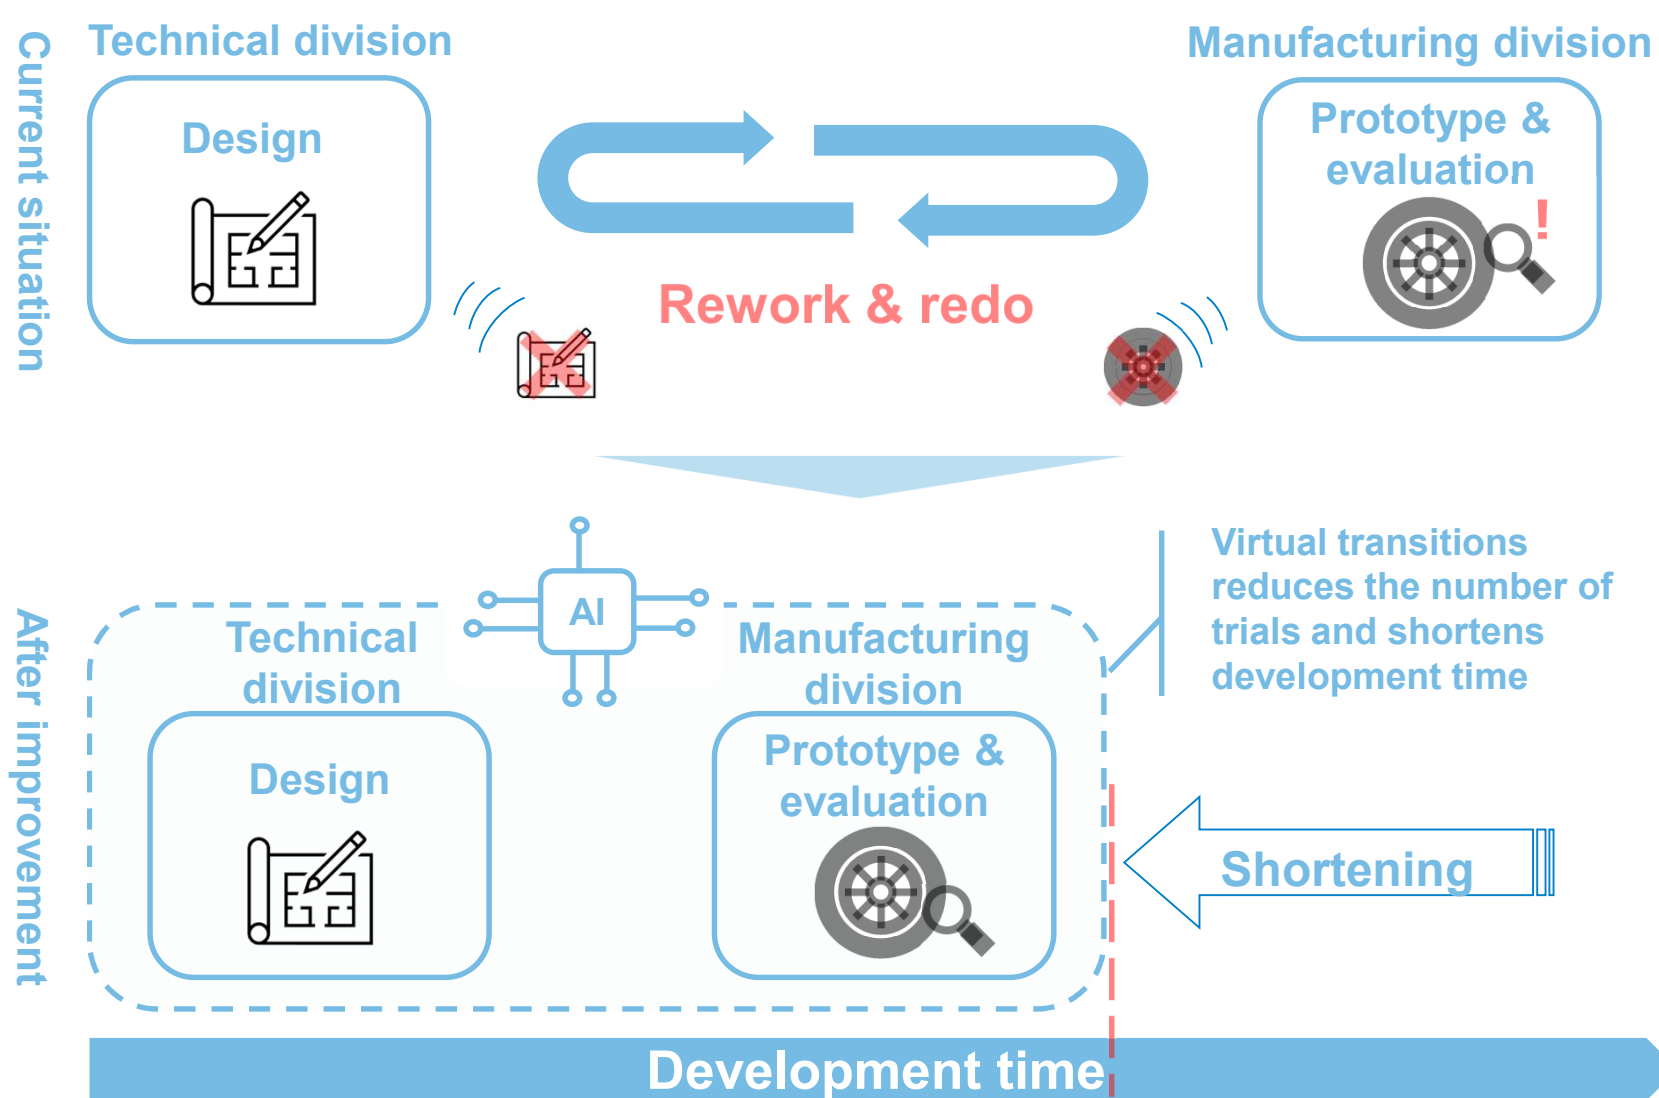 Current situation
Technical division
Manufacturing division
Design
Prototype &
evaluation
!
Rework & redo
After improvement
AI
Technical
division
Manufacturing
division
Design
Prototype &
evaluation
Virtual transitions
reduces the number of
trials and shortens
development time
Shortening
Development time